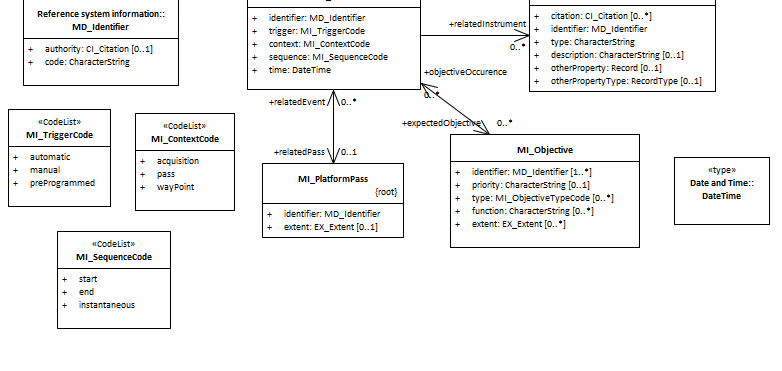 Reference system information::
MD_Identifier
+ authority: CI_Citation [0..1]
+ code: CharacterString
+ identifier: MD_Identifier
+ trigger: MI_TriggerCode
+ context: MI_ContextCode
+ sequence: MI_SequenceCode
+ time: DateTime
+relatedInstrument
0..*
+ citation: CI_Citation [0..*]
+ identifier: MD_Identifier
+ type: CharacterString
+ description: CharacterString [0..1]
+ otherProperty: Record [0..1]
+ otherPropertyType: RecordType [0..1]
+objectiveOccurence
0..*
+relatedEvent
0..*
+expectedObjective
0..*
+relatedPass
0..1
«CodeList»
MI_TriggerCode
+ automatic
+ manual
+ preProgrammed
«CodeList»
MI_ContextCode
+ acquisition
+ pass
+ wayPoint
MI_PlatformPass
{root}
+ identifier: MD_Identifier
+ extent: EX_Extent [0..1]
MI_Objective
+ identifier: MD_Identifier [1..*]
+ priority: CharacterString [0..1]
+ type: MI_ObjectiveTypeCode [0..*]
+ function: CharacterString [0..*]
+ extent: EX_Extent [0..*]
«type»
Date and Time::
DateTime
«CodeList»
MI_SequenceCode
+ start
+ end
+ instantaneous